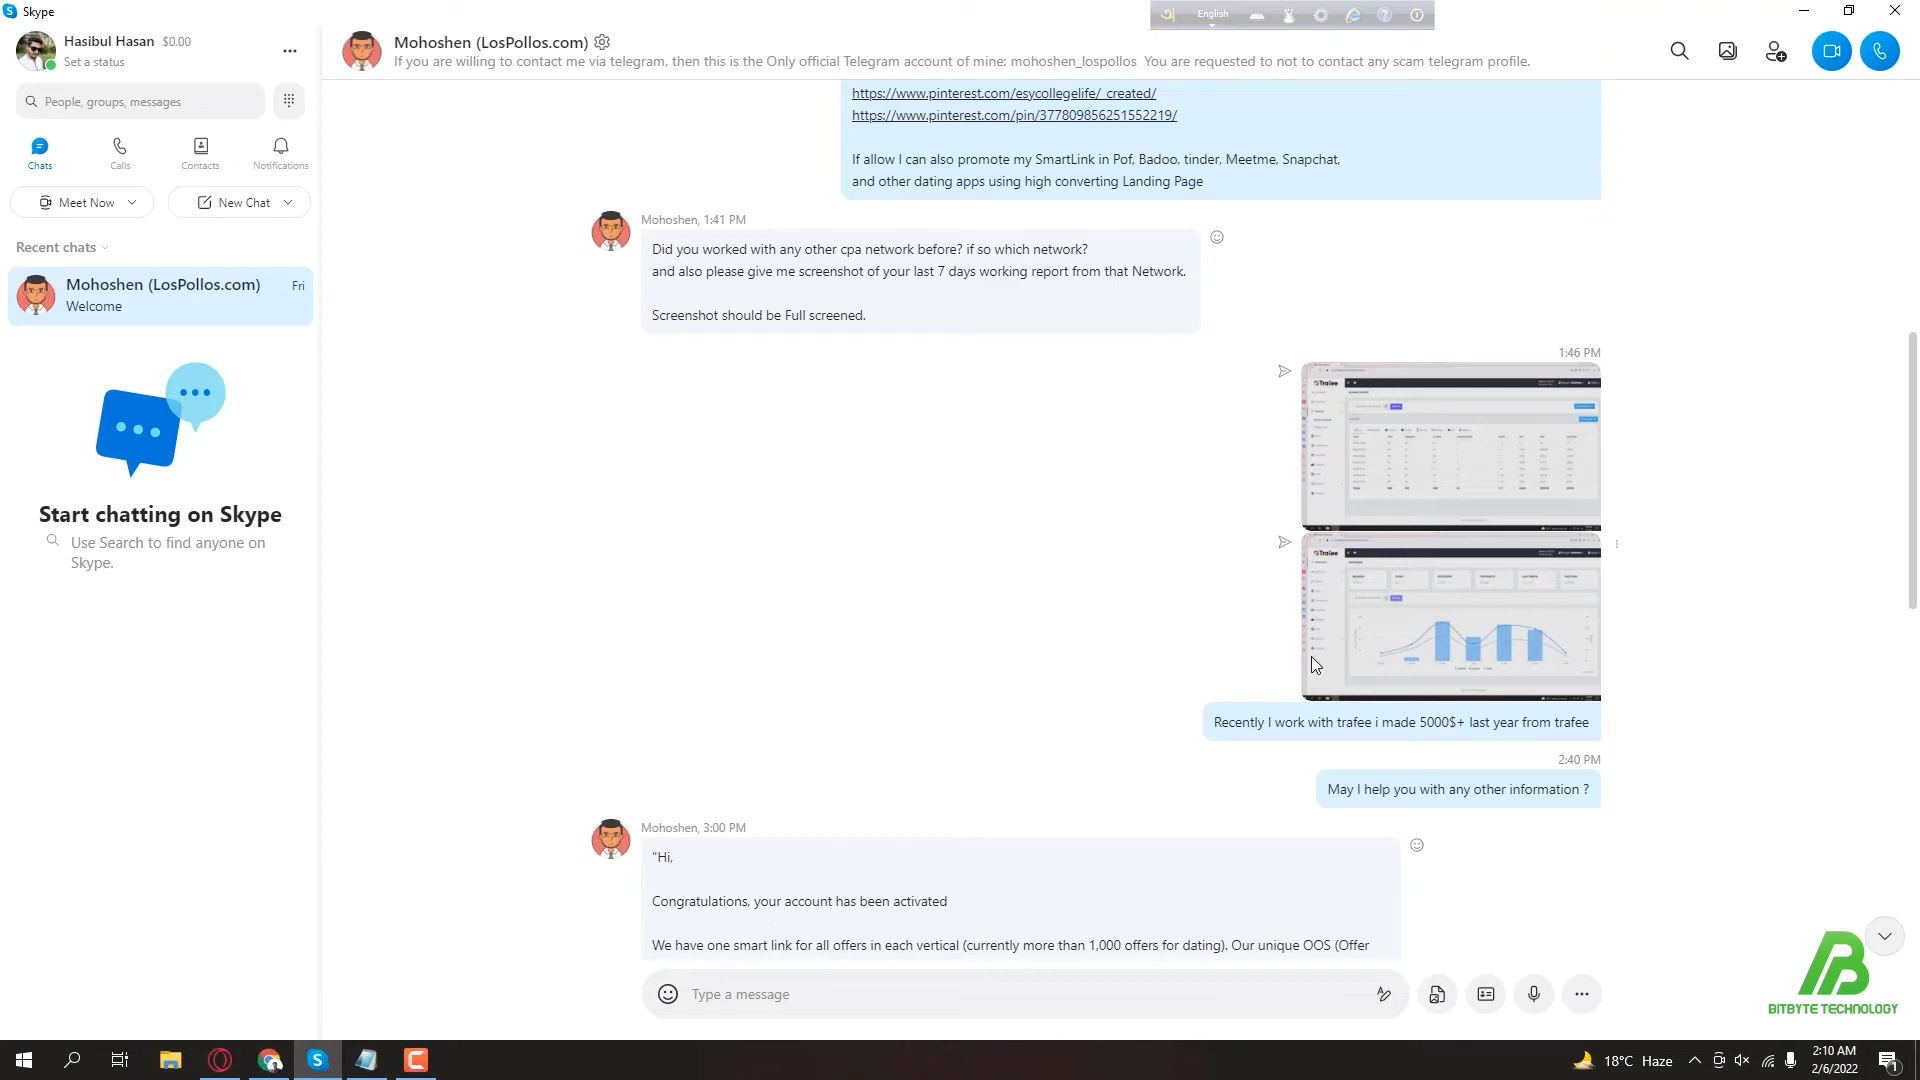 Skype
English
Hasibul Hasan $0.00
Set a status
Mohoshen (LosPollos.com)
If you are willing to contact me via telegram, then this is the Only official Telegram account of mine: mohoshen_lospollos You are requested to not to contact any scam telegram profile.
People, groups, messages
Chats
Calls
Contacts
Notifications
Meet Now
New Chat
Recent chats
Mohoshen (LosPollos.com)
Fri
Welcome
Start chatting on Skype
Use Search to find anyone on
Skype.
https://www.pinterest.com/esycollegelife/_created/
https://www.pinterest.com/pin/377809856251552219/
If allow I can also promote my SmartLink in Pof, Badoo, tinder, Meetme, Snapchat,
and other dating apps using high converting Landing Page
Mohoshen, 1:41 PM
Did you worked with any other cpa network before? if so which network?
and also please give me screenshot of your last 7 days working report from that Network.
Screenshot should be Full screened.
1:46 PM
Trafee
Trafee
Recently I work with trafee i made 5000$+ last year from trafee
2:40 PM
May I help you with any other information ?
Mohoshen, 3:00 PM
"Hi,
Congratulations, your account has been activated
We have one smart link for all offers in each vertical (currently more than 1,000 offers for dating). Our unique OOS (Offer
Type a message
BITBYTE TECHNOLOGY
18°C Haze
2:10 AM
2/6/2022
1